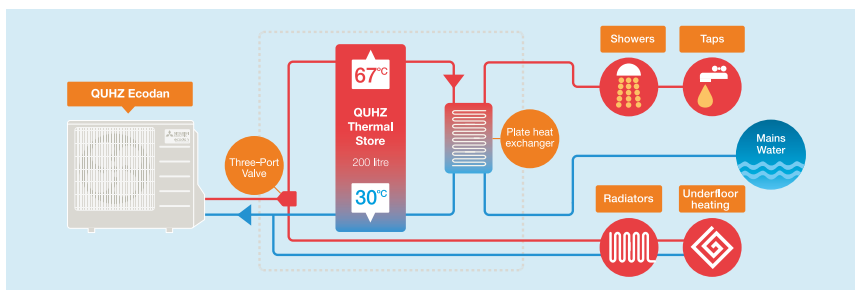 Showers
Taps
67°C
QUHZ Ecodan
QUHZ
Thermal
Store
200 litre
Plate heat
exchanger
Mains
Water
Three-Port
Valve
30°C
Radiators
Underfloor
heating